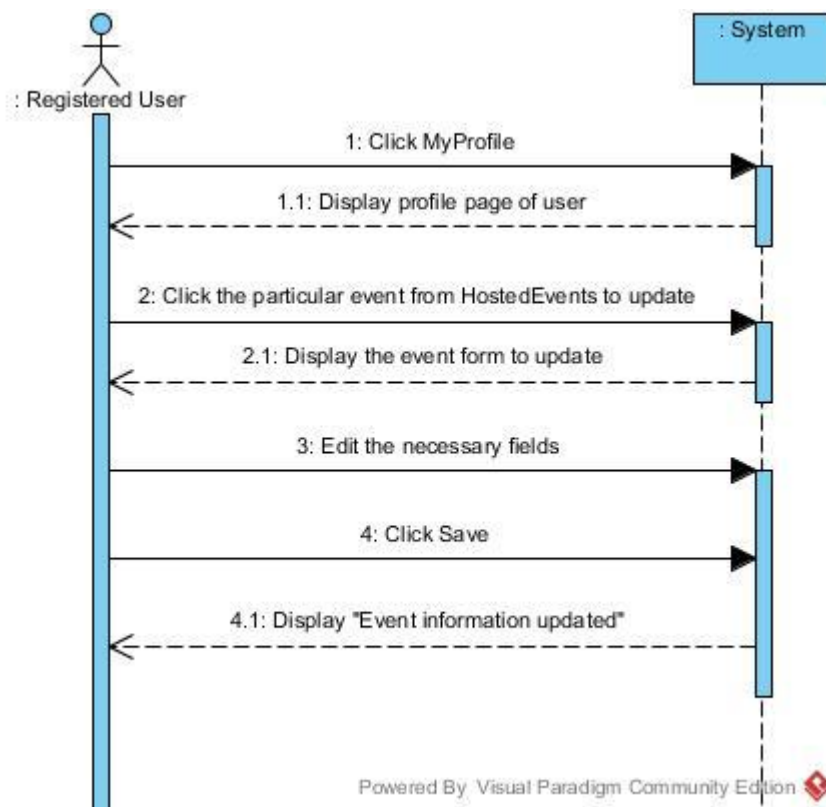 : System
: Registered User
1: Click MyProfile
1.1: Display profile page of user
2: Click the particular event from HostedEvents to update
2.1: Display the event form to update
3: Edit the necessary fields
4: Click Save
4.1: Display "Event information updated"
Powered By Visual Paradigm Community Edition